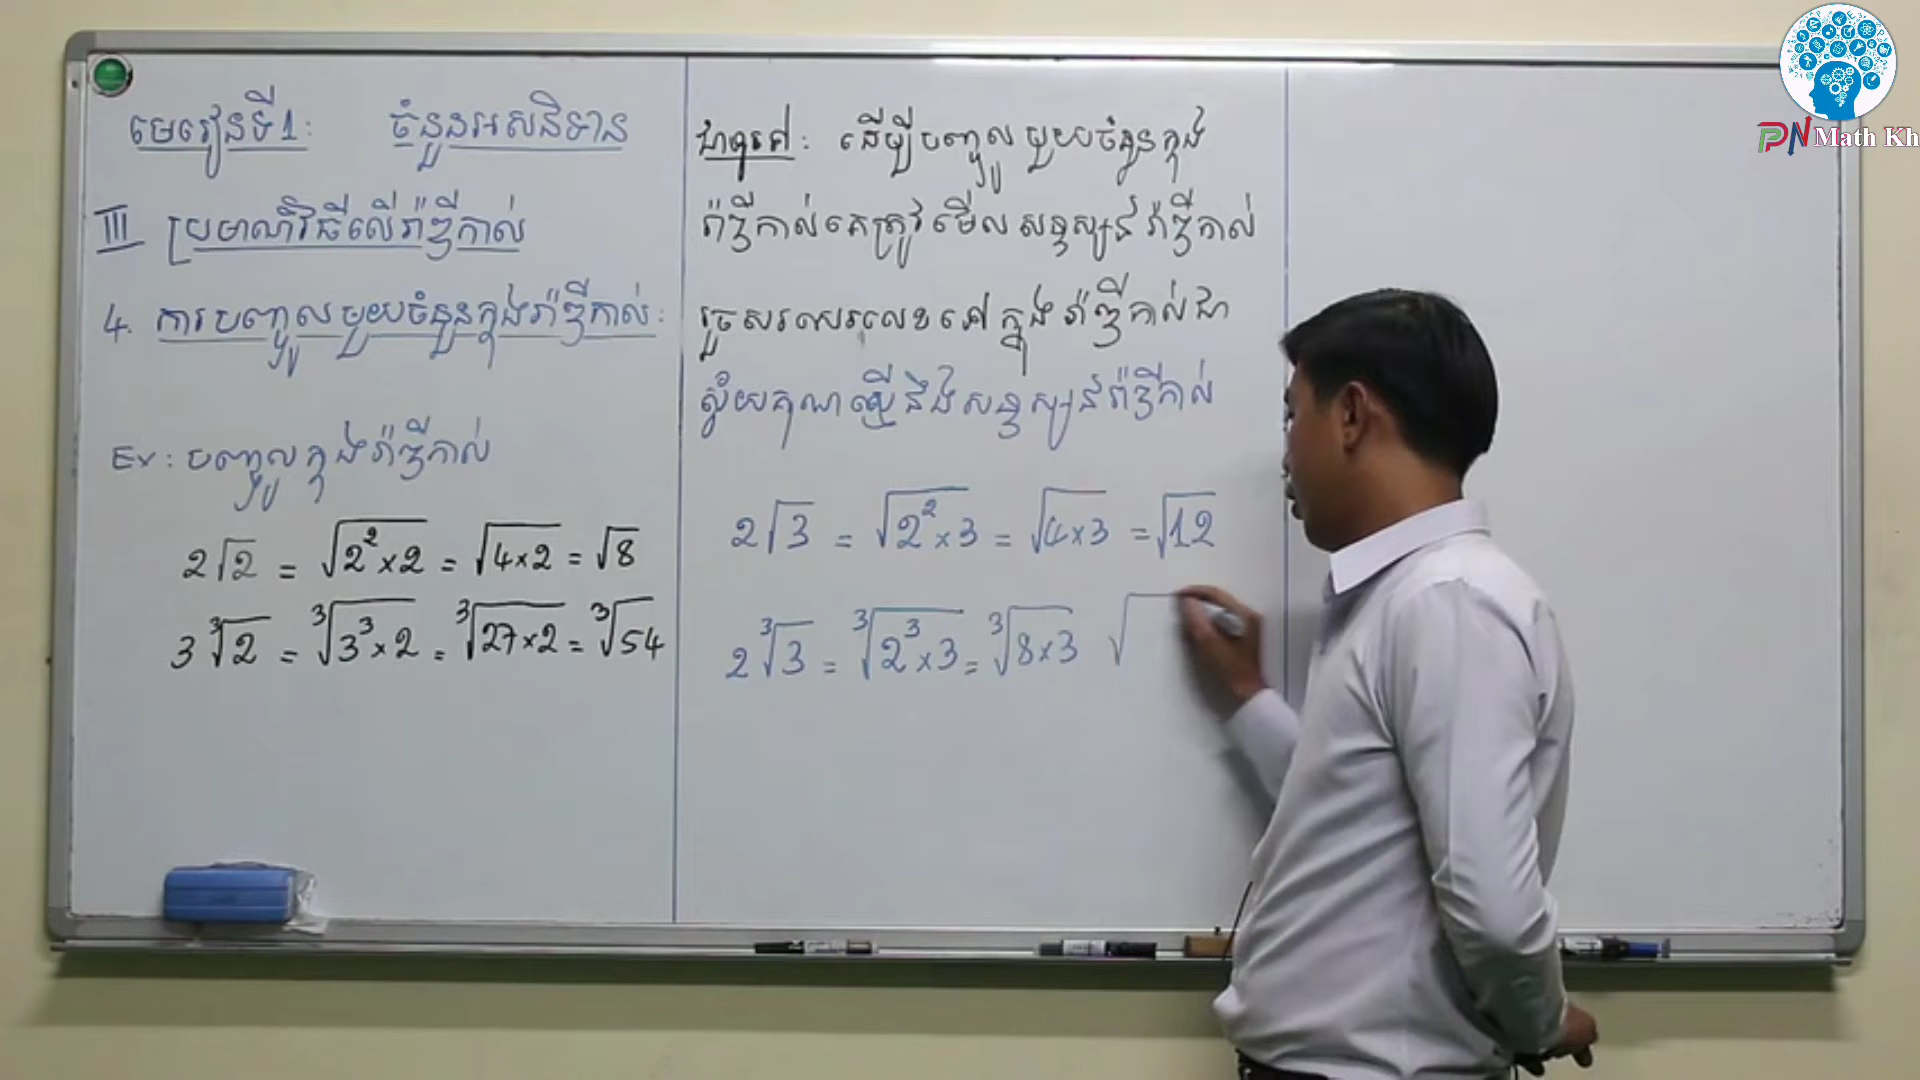 មេរៀនទី1: ចំនួនអសនិទាន
III ប្រមាណវិធីលើរ៉ាឌីកាល់
4. ការបញ្ចូលមួយចំនួនក្នុងរ៉ាឌីកាល់:
Ex: បញ្ចូលក្នុងរ៉ាឌីកាល់
2√2 = √(2²×2) = √(4×2) = √8
3∛2 = ∛(3³×2) = ∛(27×2) = ∛54
ជាទូទៅ: ដើម្បីបញ្ចូលមួយចំនួនក្នុង
រ៉ាឌីកាល់គេត្រូវមើលសន្ទស្សន៍រ៉ាឌីកាល់
រួចសរសេរលេខនៅក្នុងរ៉ាឌីកាល់ជា
ស្វ័យគុណស្មើនឹងសន្ទស្សន៍រ៉ាឌីកាល់
2√3 = √(2²×3) = √(4×3) = √12
2∛3 = ∛(2³×3) = ∛(8×3) √
PN Math Kh